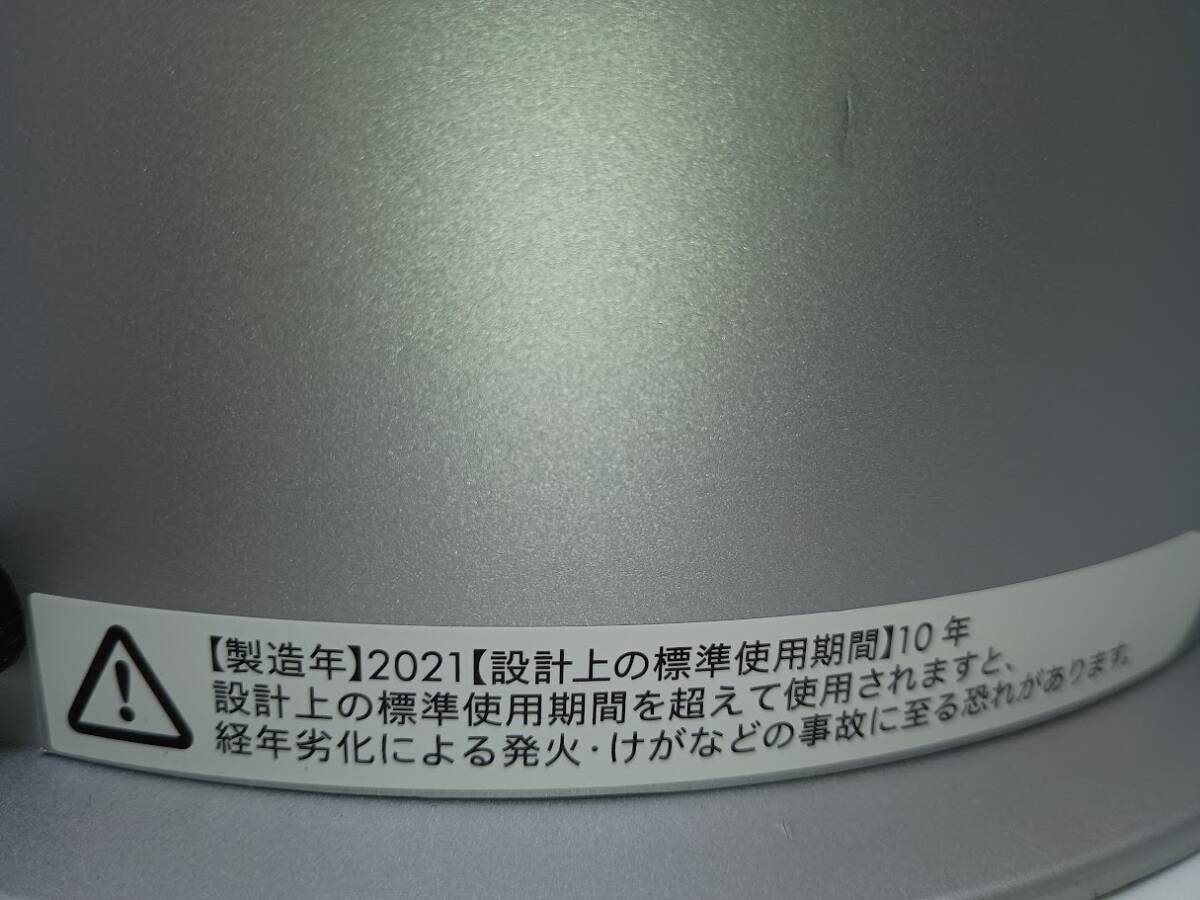 【製造年】2021【設計上の標準使用期間】10年
設計上の標準使用期間を超えて使用されますと、
経年劣化による発火・けがなどの事故に至る恐れがあります。